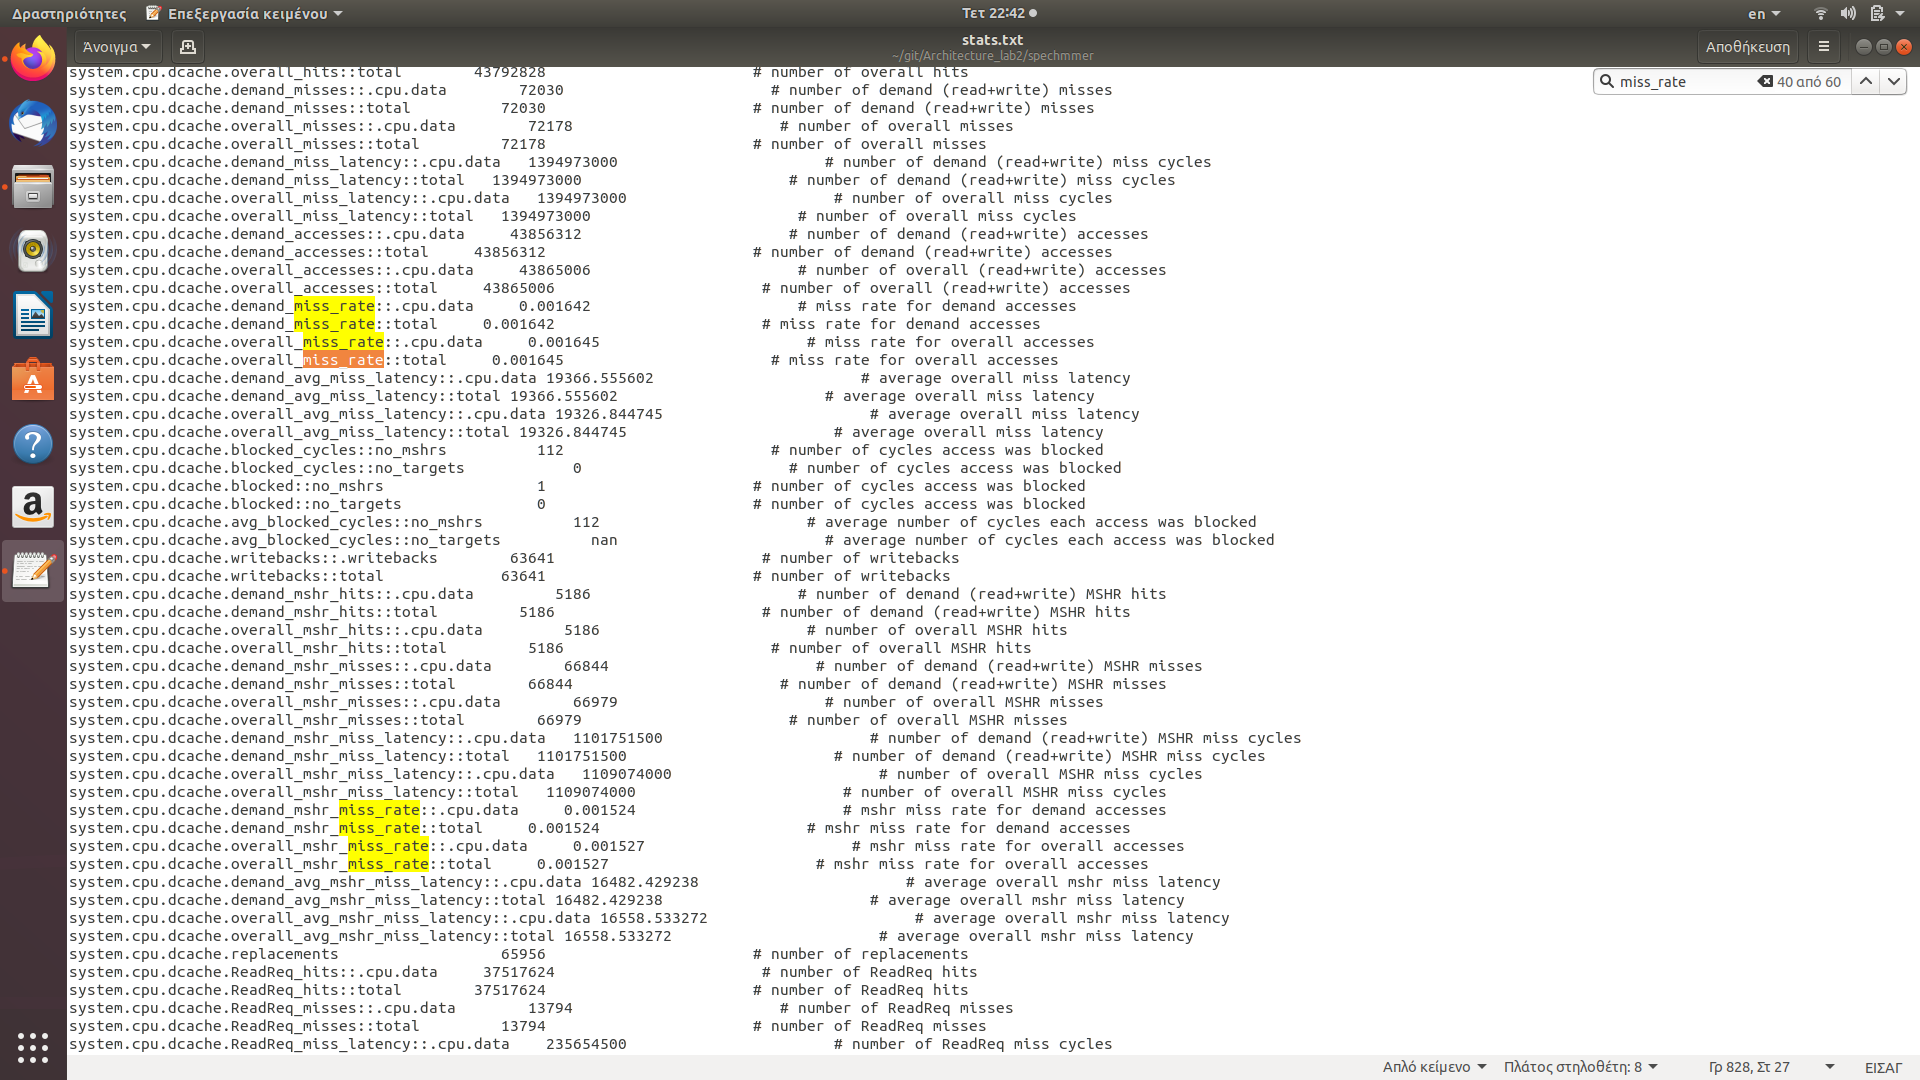 Δραστηριότητες Επεξεργασία κειμένου Τετ 22:42 en
Άνοιγμα stats.txt Αποθήκευση
~/git/Architecture_lab2/spechmmer
miss_rate 40 από 60
system.cpu.dcache.overall_hits::total 43792828 # number of overall hits
system.cpu.dcache.demand_misses::.cpu.data 72030 # number of demand (read+write) misses
system.cpu.dcache.demand_misses::total 72030 # number of demand (read+write) misses
system.cpu.dcache.overall_misses::.cpu.data 72178 # number of overall misses
system.cpu.dcache.overall_misses::total 72178 # number of overall misses
system.cpu.dcache.demand_miss_latency::.cpu.data 1394973000 # number of demand (read+write) miss cycles
system.cpu.dcache.demand_miss_latency::total 1394973000 # number of demand (read+write) miss cycles
system.cpu.dcache.overall_miss_latency::.cpu.data 1394973000 # number of overall miss cycles
system.cpu.dcache.overall_miss_latency::total 1394973000 # number of overall miss cycles
system.cpu.dcache.demand_accesses::.cpu.data 43856312 # number of demand (read+write) accesses
system.cpu.dcache.demand_accesses::total 43856312 # number of demand (read+write) accesses
system.cpu.dcache.overall_accesses::.cpu.data 43865006 # number of overall (read+write) accesses
system.cpu.dcache.overall_accesses::total 43865006 # number of overall (read+write) accesses
system.cpu.dcache.demand_miss_rate::.cpu.data 0.001642 # miss rate for demand accesses
system.cpu.dcache.demand_miss_rate::total 0.001642 # miss rate for demand accesses
system.cpu.dcache.overall_miss_rate::.cpu.data 0.001645 # miss rate for overall accesses
system.cpu.dcache.overall_miss_rate::total 0.001645 # miss rate for overall accesses
system.cpu.dcache.demand_avg_miss_latency::.cpu.data 19366.555602 # average overall miss latency
system.cpu.dcache.demand_avg_miss_latency::total 19366.555602 # average overall miss latency
system.cpu.dcache.overall_avg_miss_latency::.cpu.data 19326.844745 # average overall miss latency
system.cpu.dcache.overall_avg_miss_latency::total 19326.844745 # average overall miss latency
system.cpu.dcache.blocked_cycles::no_mshrs 112 # number of cycles access was blocked
system.cpu.dcache.blocked_cycles::no_targets 0 # number of cycles access was blocked
system.cpu.dcache.blocked::no_mshrs 1 # number of cycles access was blocked
system.cpu.dcache.blocked::no_targets 0 # number of cycles access was blocked
system.cpu.dcache.avg_blocked_cycles::no_mshrs 112 # average number of cycles each access was blocked
system.cpu.dcache.avg_blocked_cycles::no_targets nan # average number of cycles each access was blocked
system.cpu.dcache.writebacks::.writebacks 63641 # number of writebacks
system.cpu.dcache.writebacks::total 63641 # number of writebacks
system.cpu.dcache.demand_mshr_hits::.cpu.data 5186 # number of demand (read+write) MSHR hits
system.cpu.dcache.demand_mshr_hits::total 5186 # number of demand (read+write) MSHR hits
system.cpu.dcache.overall_mshr_hits::.cpu.data 5186 # number of overall MSHR hits
system.cpu.dcache.overall_mshr_hits::total 5186 # number of overall MSHR hits
system.cpu.dcache.demand_mshr_misses::.cpu.data 66844 # number of demand (read+write) MSHR misses
system.cpu.dcache.demand_mshr_misses::total 66844 # number of demand (read+write) MSHR misses
system.cpu.dcache.overall_mshr_misses::.cpu.data 66979 # number of overall MSHR misses
system.cpu.dcache.overall_mshr_misses::total 66979 # number of overall MSHR misses
system.cpu.dcache.demand_mshr_miss_latency::.cpu.data 1101751500 # number of demand (read+write) MSHR miss cycles
system.cpu.dcache.demand_mshr_miss_latency::total 1101751500 # number of demand (read+write) MSHR miss cycles
system.cpu.dcache.overall_mshr_miss_latency::.cpu.data 1109074000 # number of overall MSHR miss cycles
system.cpu.dcache.overall_mshr_miss_latency::total 1109074000 # number of overall MSHR miss cycles
system.cpu.dcache.demand_mshr_miss_rate::.cpu.data 0.001524 # mshr miss rate for demand accesses
system.cpu.dcache.demand_mshr_miss_rate::total 0.001524 # mshr miss rate for demand accesses
system.cpu.dcache.overall_mshr_miss_rate::.cpu.data 0.001527 # mshr miss rate for overall accesses
system.cpu.dcache.overall_mshr_miss_rate::total 0.001527 # mshr miss rate for overall accesses
system.cpu.dcache.demand_avg_mshr_miss_latency::.cpu.data 16482.429238 # average overall mshr miss latency
system.cpu.dcache.demand_avg_mshr_miss_latency::total 16482.429238 # average overall mshr miss latency
system.cpu.dcache.overall_avg_mshr_miss_latency::.cpu.data 16558.533272 # average overall mshr miss latency
system.cpu.dcache.overall_avg_mshr_miss_latency::total 16558.533272 # average overall mshr miss latency
system.cpu.dcache.replacements 65956 # number of replacements
system.cpu.dcache.ReadReq_hits::.cpu.data 37517624 # number of ReadReq hits
system.cpu.dcache.ReadReq_hits::total 37517624 # number of ReadReq hits
system.cpu.dcache.ReadReq_misses::.cpu.data 13794 # number of ReadReq misses
system.cpu.dcache.ReadReq_misses::total 13794 # number of ReadReq misses
system.cpu.dcache.ReadReq_miss_latency::.cpu.data 235654500 # number of ReadReq miss cycles
Απλό κείμενο Πλάτος στηλοθέτη: 8 Γρ 828, Στ 27 ΕΙΣΑΓ